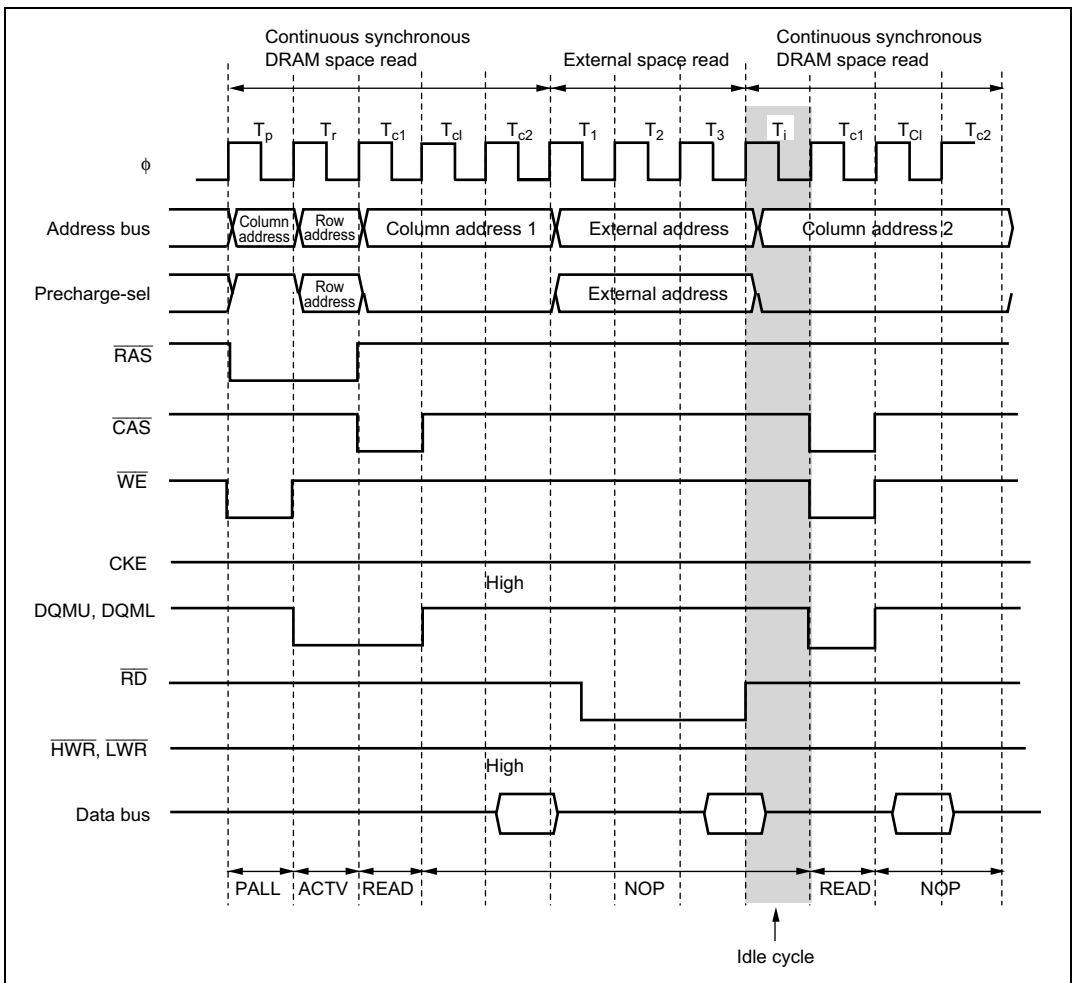 Continuous synchronous
DRAM space read
External space read
Continuous synchronous
DRAM space read
Tp Tr Tc1 Tcl Tc2 T1 T2 T3 Ti Tc1 TCl Tc2
ϕ
Address bus
Column address
Row address
Column address 1
External address
Column address 2
Precharge-sel
Row address
External address
RAS
CAS
WE
CKE
High
DQMU, DQML
RD
HWR, LWR
High
Data bus
PALL ACTV READ NOP READ NOP
Idle cycle